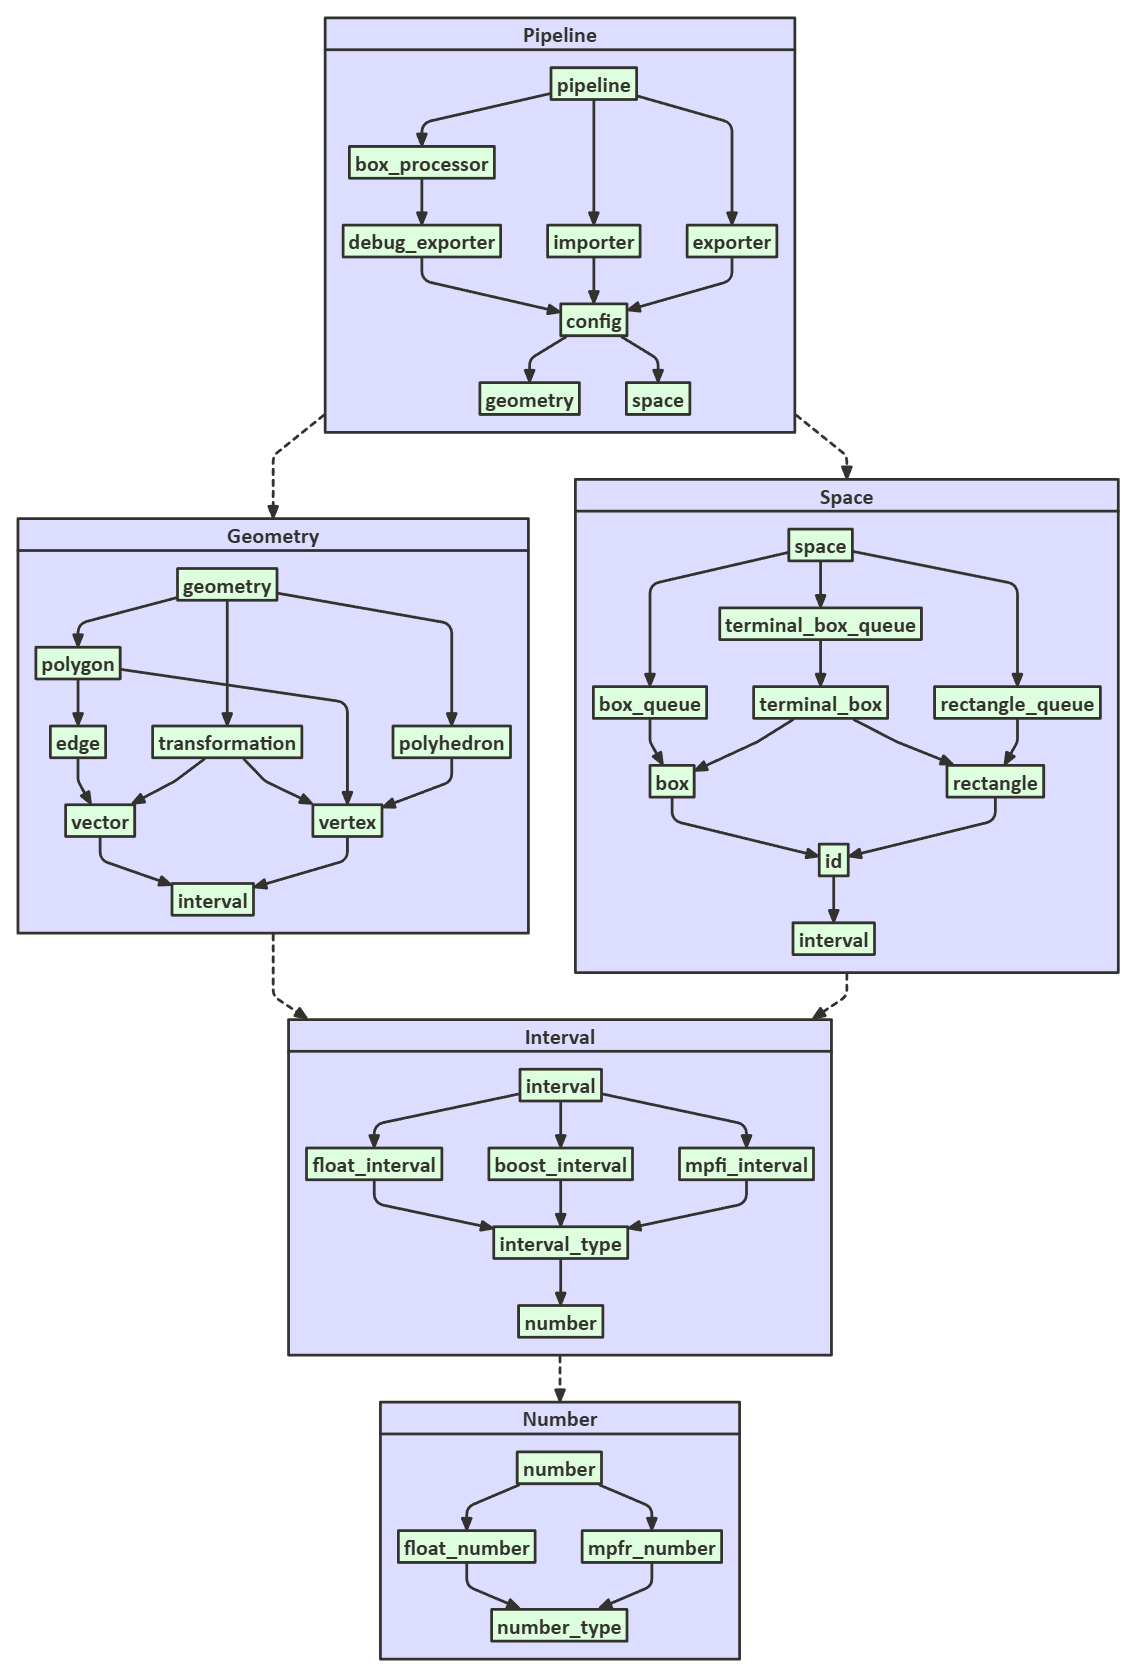 Pipeline
pipeline
box_processor
debug_exporter
importer
exporter
config
geometry
space
Geometry
geometry
polygon
edge
transformation
polyhedron
vector
vertex
interval
Space
space
terminal_box_queue
box_queue
terminal_box
rectangle_queue
box
rectangle
id
interval
Interval
interval
float_interval
boost_interval
mpfi_interval
interval_type
number
Number
number
float_number
mpfr_number
number_type